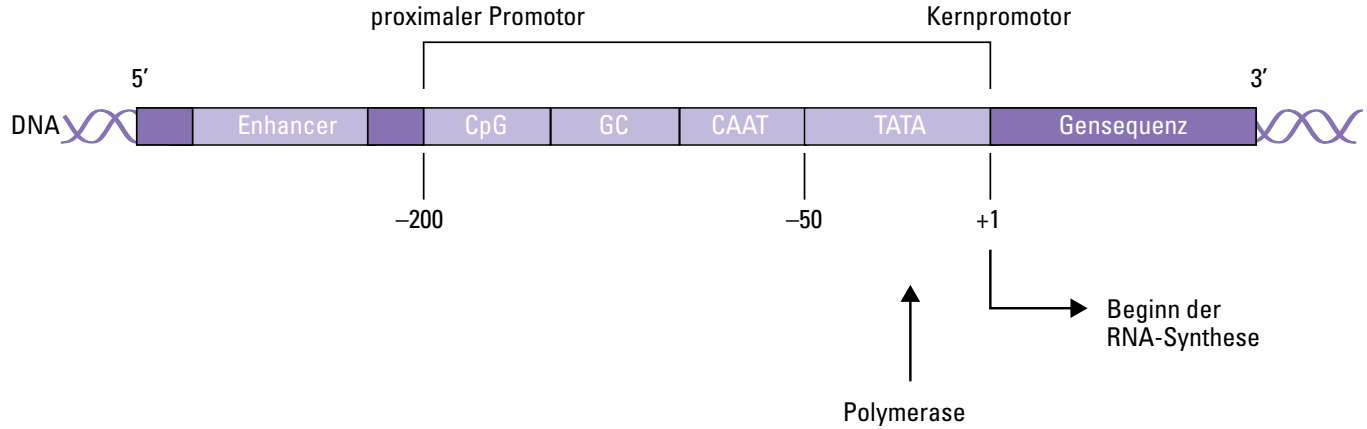 proximaler Promotor Kernpromotor
5′ 3′
DNA Enhancer CpG GC CAAT TATA Gensequenz
–200 –50 +1
Beginn der
RNA-Synthese
Polymerase